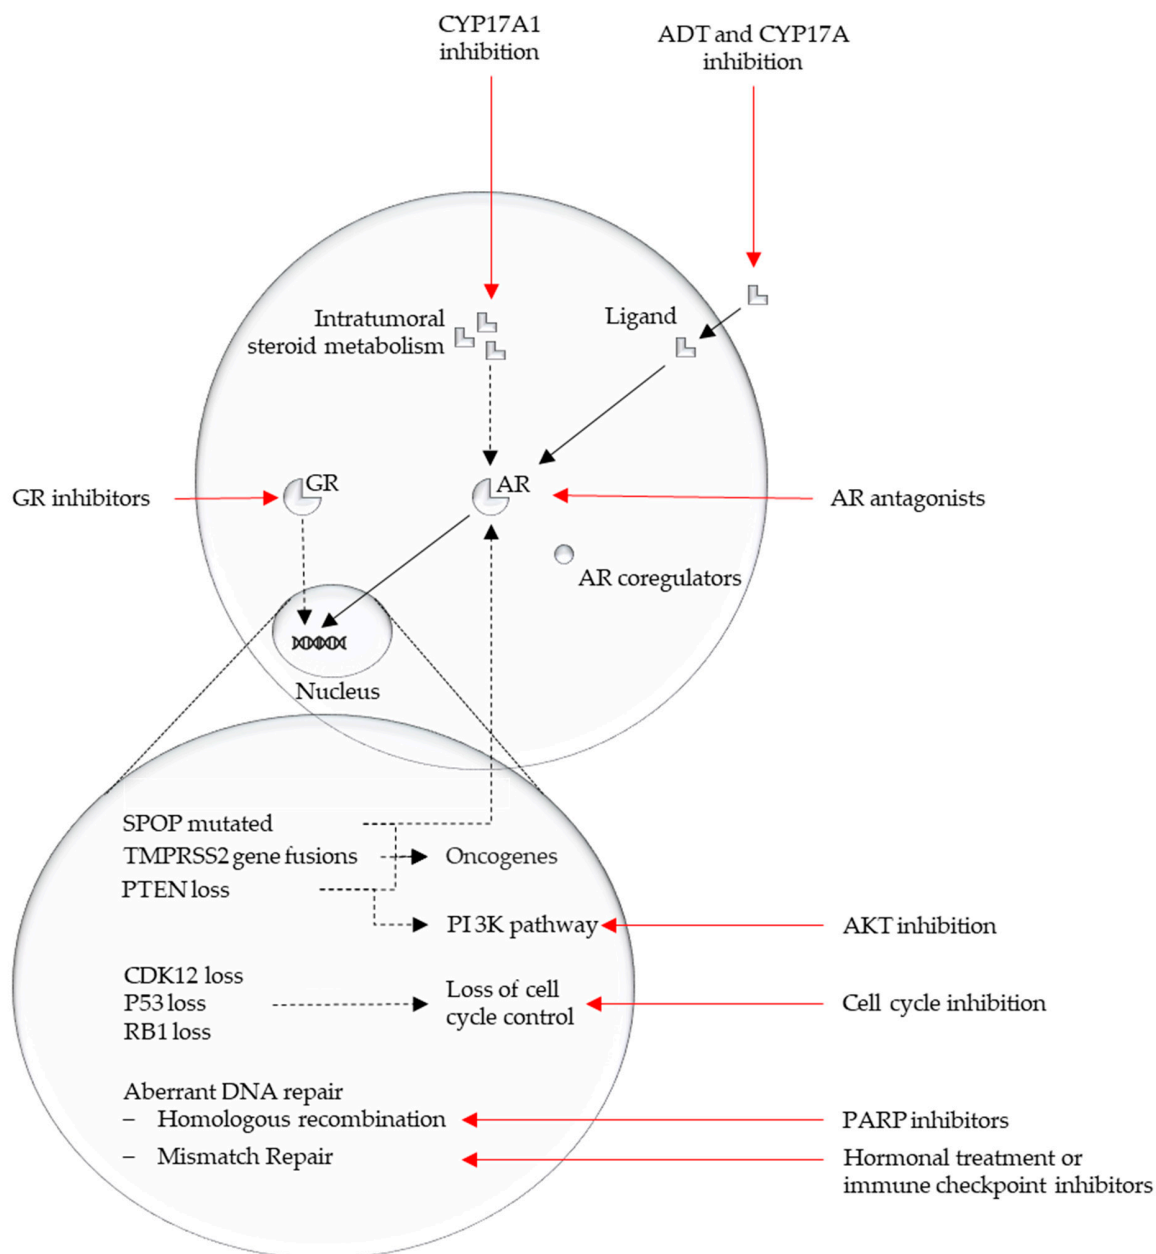 CYP17A1
inhibition
ADT and CYP17A
inhibition
Intratumoral
steroid metabolism
Ligand
GR inhibitors
GR
AR
AR antagonists
AR coregulators
Nucleus
SPOP mutated
TMPRSS2 gene fusions
Oncogenes
PTEN loss
PI3K pathway
AKT inhibition
CDK12 loss
P53 loss
RB1 loss
Loss of cell
cycle control
Cell cycle inhibition
Aberrant DNA repair
– Homologous recombination
PARP inhibitors
– Mismatch Repair
Hormonal treatment or
immune checkpoint inhibitors